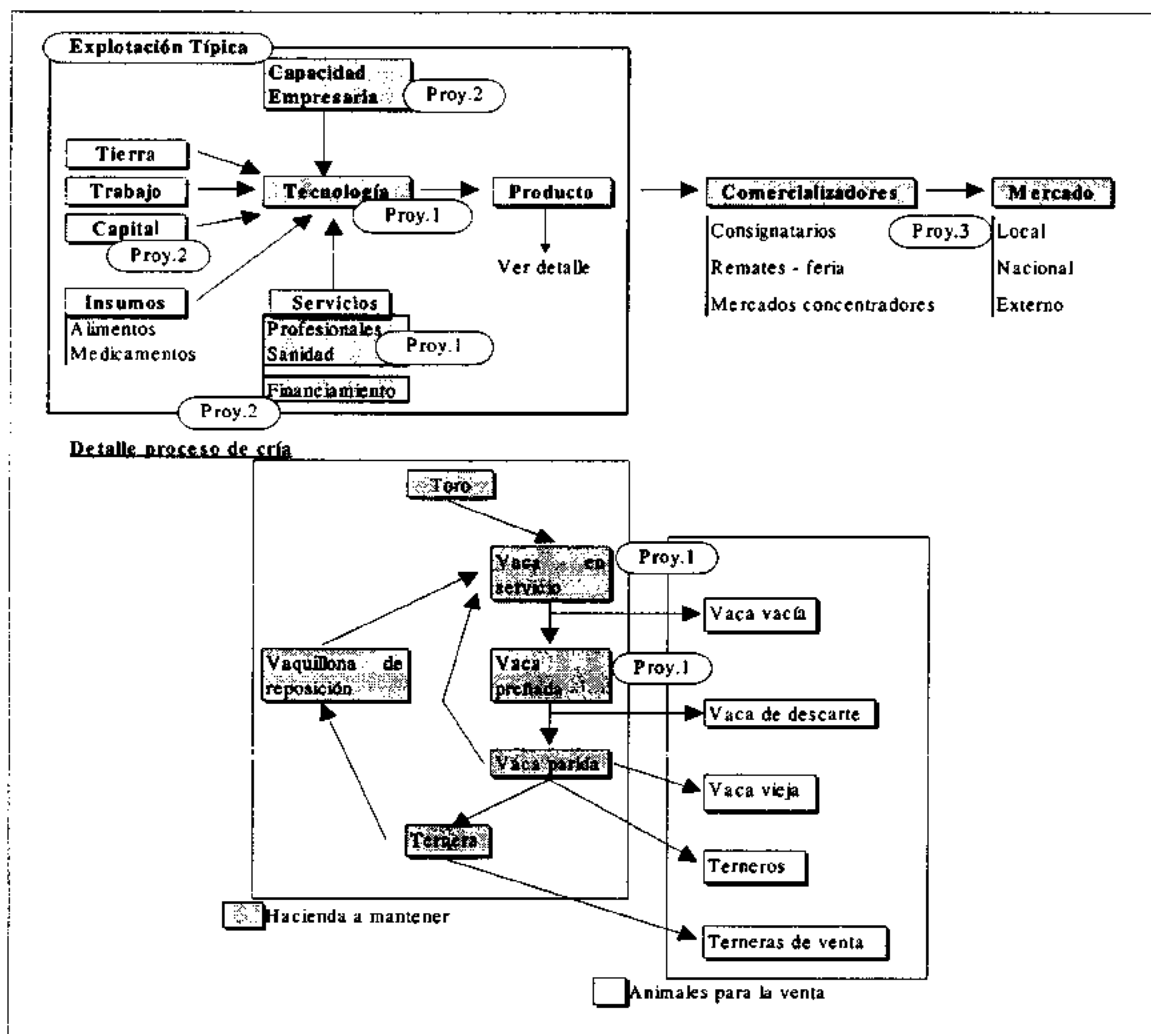 Explotación Típica
Capacidad
Empresaria
Proy.2
Tierra
Trabajo
Capital
Proy.2
Tecnología
Proy.1
Producto
Ver detalle
Insumos
Alimentos
Medicamentos
Servicios
Profesionales
Sanidad
Proy.1
Financiamiento
Proy.2
Comercializadores
Consignatarios
Remates - feria
Mercados concentradores
Proy.3
Mercado
Local
Nacional
Externo
Detalle proceso de cría
Toro
Vaca en
servicio
Proy.1
Vaca vacía
Vaquillona de
reposición
Vaca
preñada
Proy.1
Vaca de descarte
Vaca parida
Vaca vieja
Ternera
Terneros
Hacienda a mantener
Terneras de venta
Animales para la venta